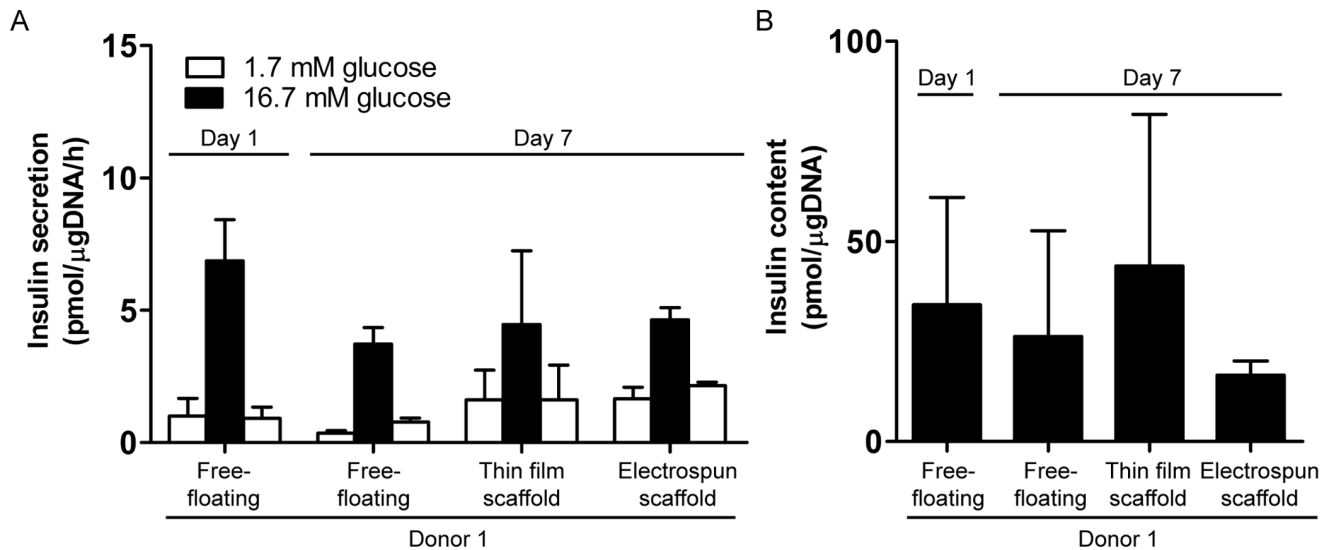 A
Insulin secretion
(pmol/μgDNA/h)
15
10
5
0
1.7 mM glucose
16.7 mM glucose
Day 1
Day 7
Free-
floating
Free-
floating
Thin film
scaffold
Electrospun
scaffold
Donor 1
B
Insulin content
(pmol/μgDNA)
100
50
0
Day 1
Day 7
Free-
floating
Free-
floating
Thin film
scaffold
Electrospun
scaffold
Donor 1